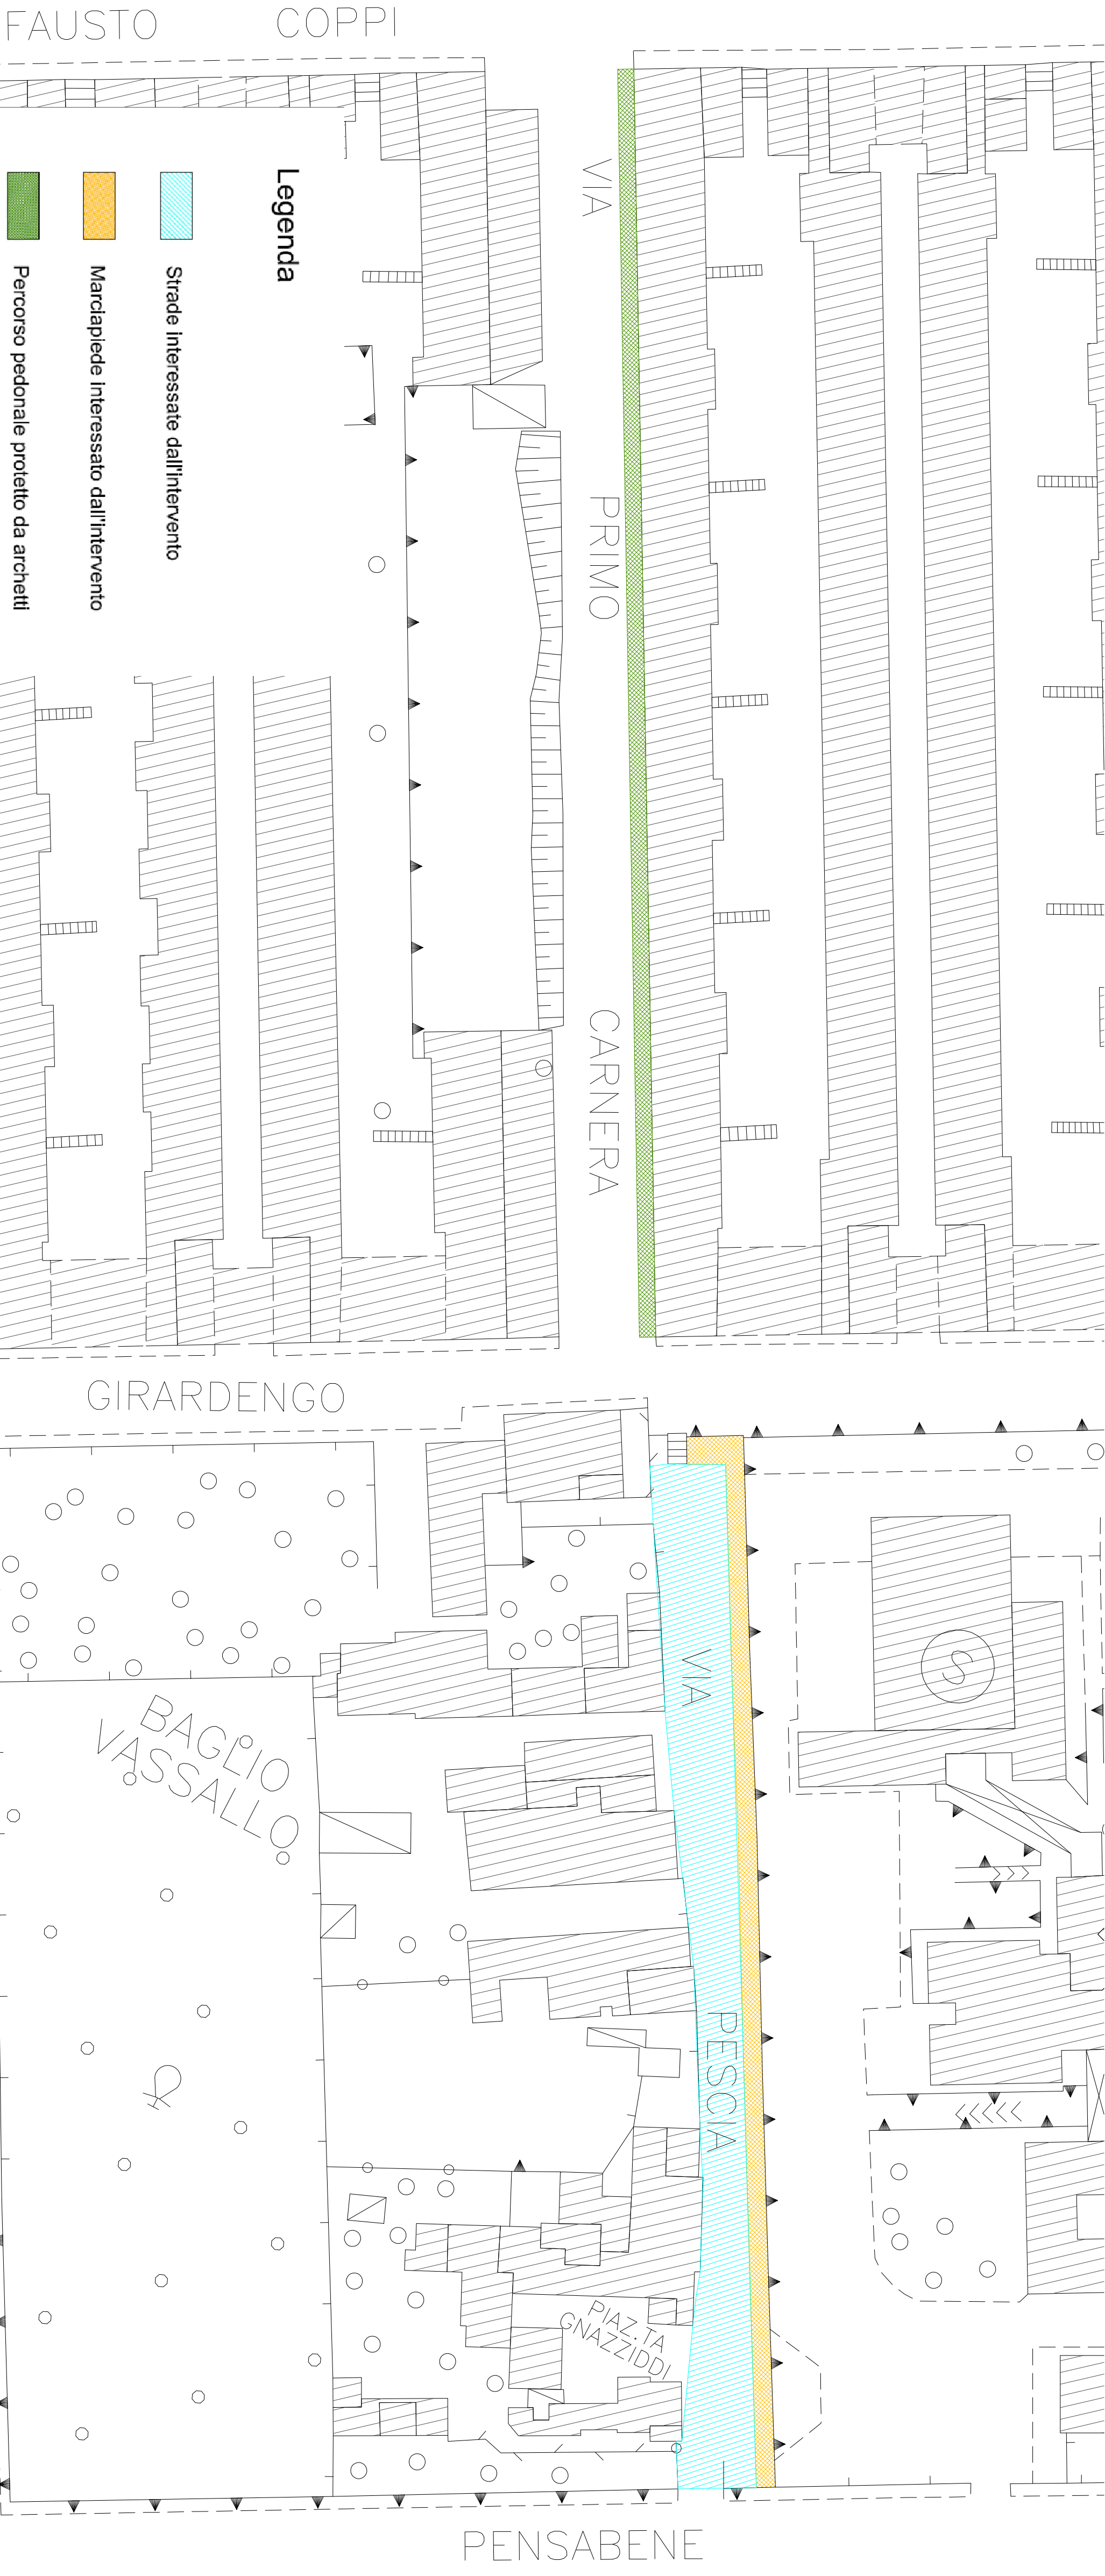 FAUSTO COPPI
Legenda
Strade interessate dall'intervento
Marciapiede interessato dall'intervento
Percorso pedonale protetto da archetti
VIA PRIMO CARNERA
GIRARDENGO
BAGLIO
VASSALLO
VIA PESCIA
S
PIAZ.TA
GNAZZIDDI
PENSABENE